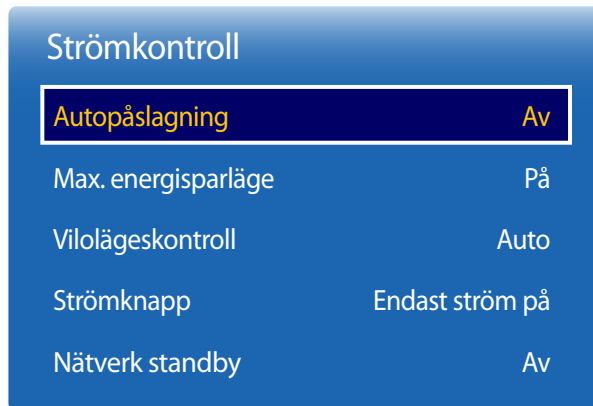 Strömkontroll
Autopåslagning Av
Max. energisparläge På
Vilolägeskontroll Auto
Strömknapp Endast ström på
Nätverk standby Av